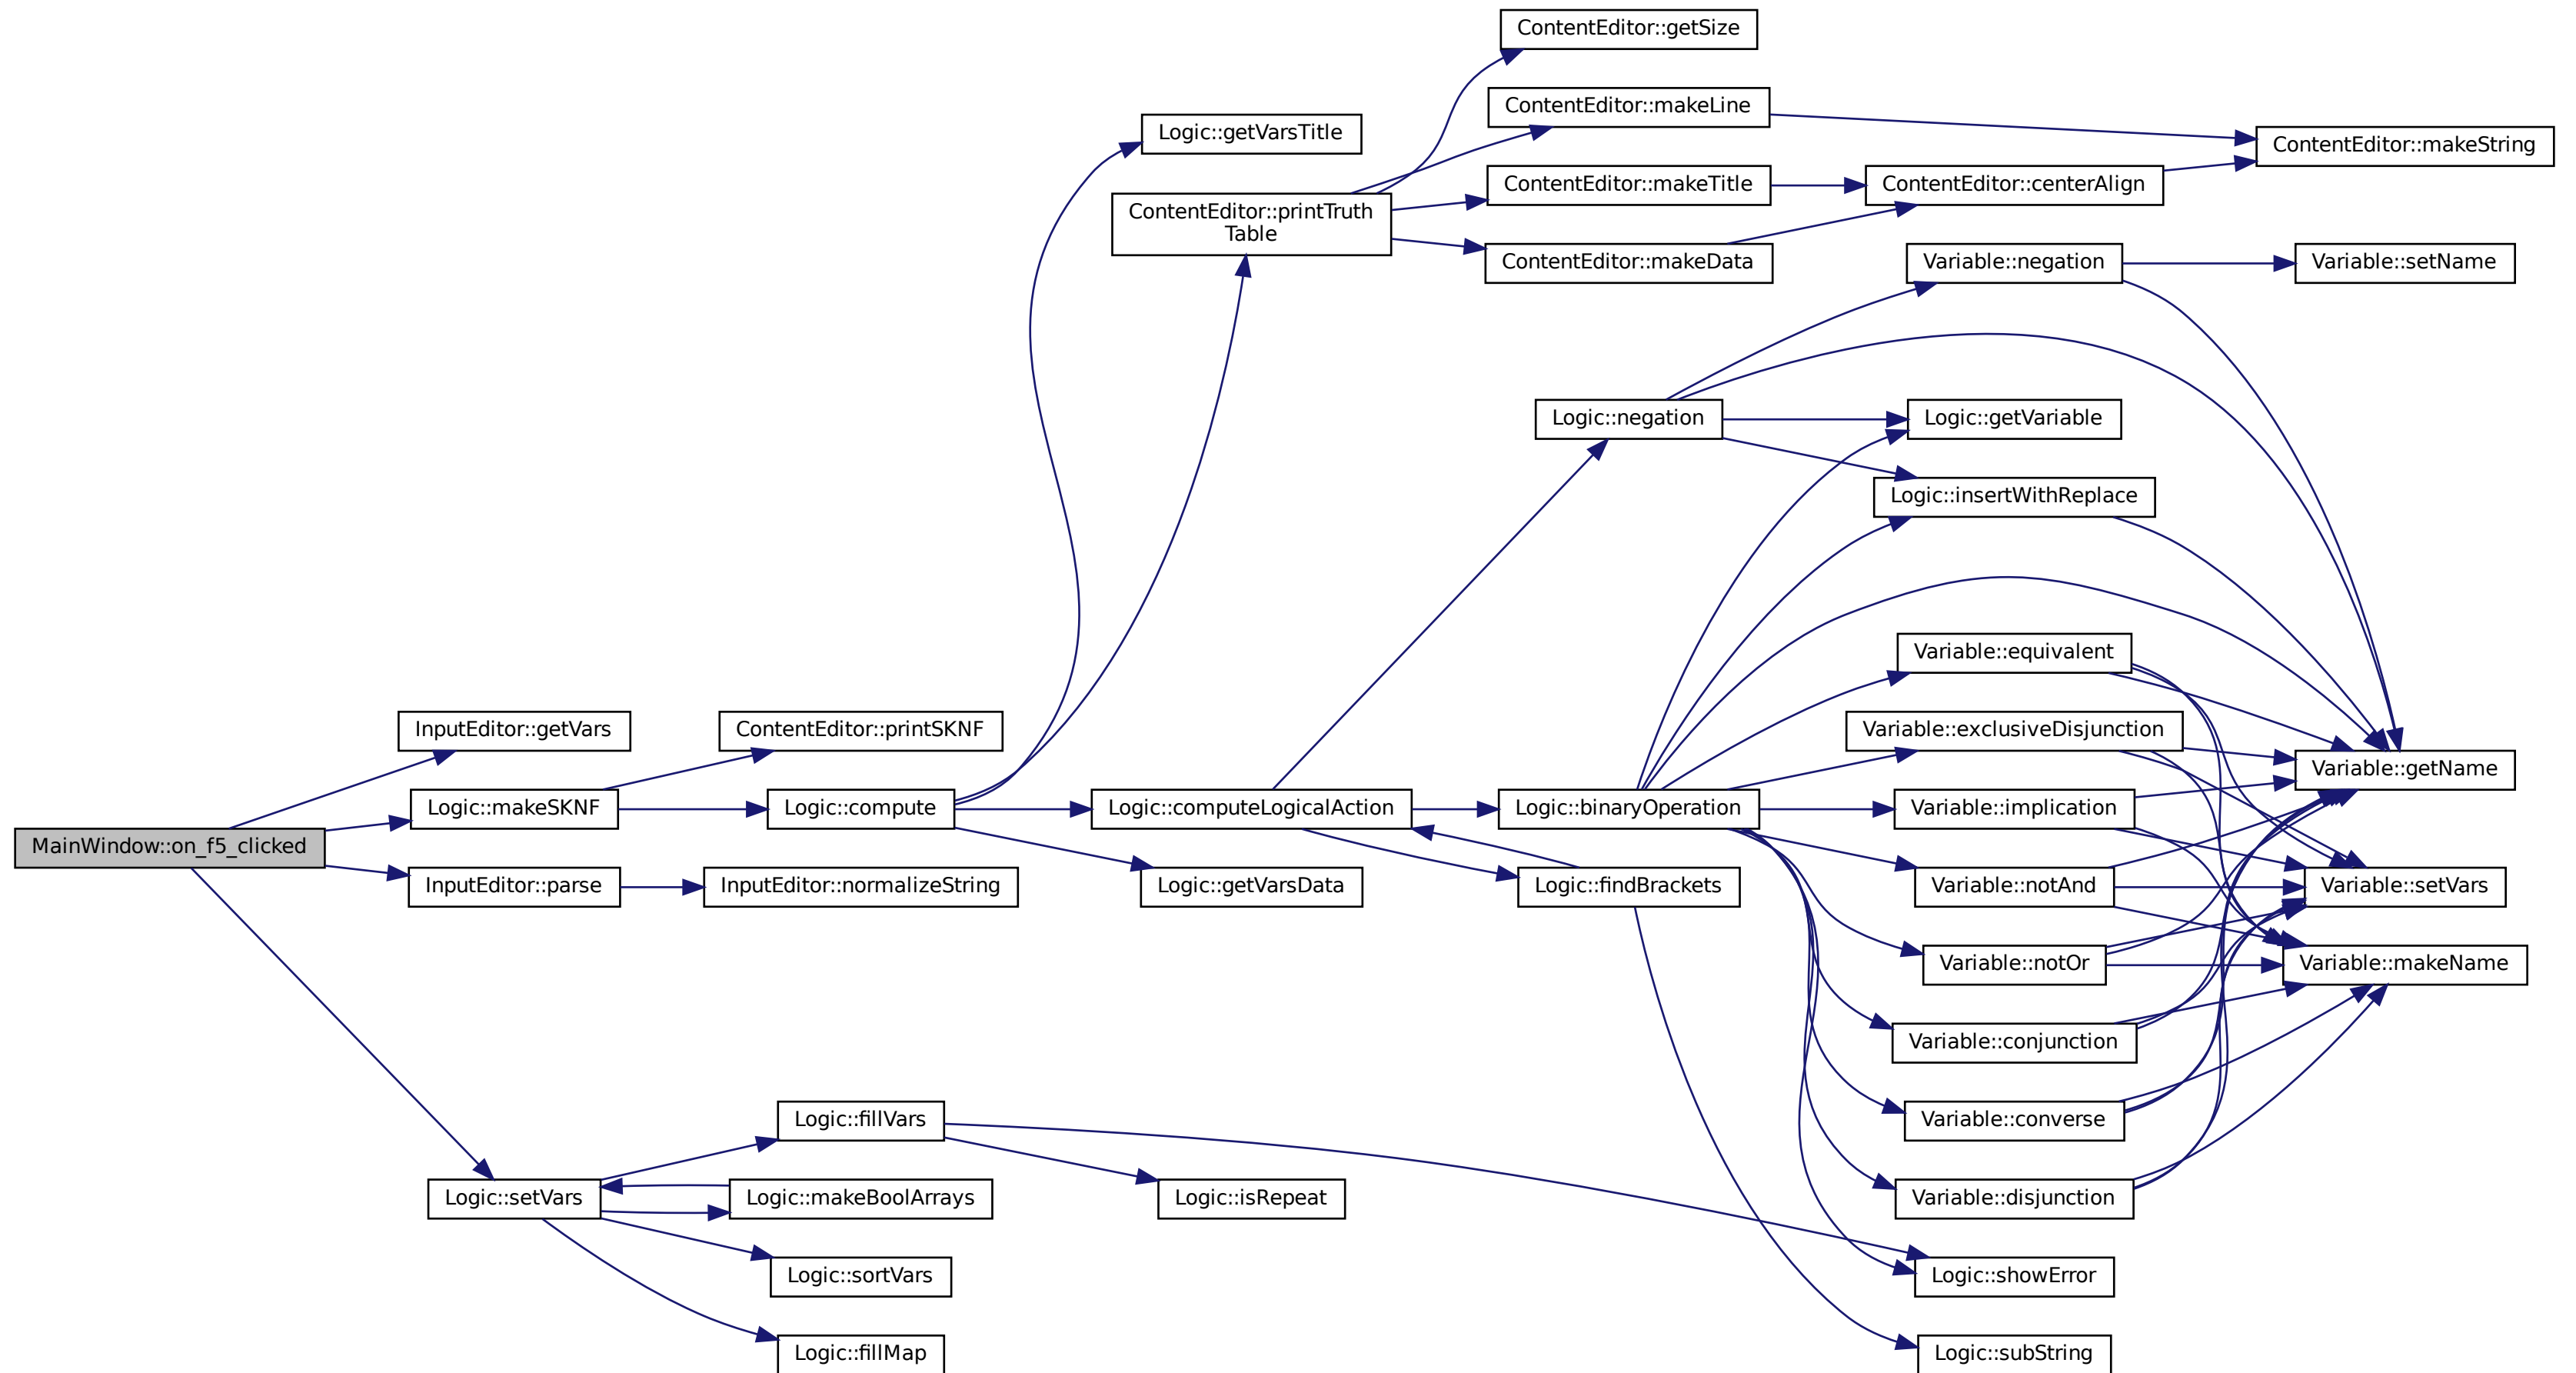 ContentEditor::getSize
ContentEditor::makeLine
Logic::getVarsTitle
ContentEditor::makeString
ContentEditor::makeTitle
ContentEditor::centerAlign
ContentEditor::printTruth
Table
ContentEditor::makeData
Variable::negation
Variable::setName
Logic::negation
Logic::getVariable
Logic::insertWithReplace
Variable::equivalent
InputEditor::getVars
ContentEditor::printSKNF
Variable::exclusiveDisjunction
Variable::getName
Logic::makeSKNF
Logic::compute
Logic::computeLogicalAction
Logic::binaryOperation
Variable::implication
MainWindow::on_f5_clicked
InputEditor::parse
InputEditor::normalizeString
Logic::getVarsData
Logic::findBrackets
Variable::notAnd
Variable::setVars
Variable::notOr
Variable::makeName
Variable::conjunction
Logic::fillVars
Variable::converse
Logic::setVars
Logic::makeBoolArrays
Logic::isRepeat
Variable::disjunction
Logic::sortVars
Logic::showError
Logic::fillMap
Logic::subString